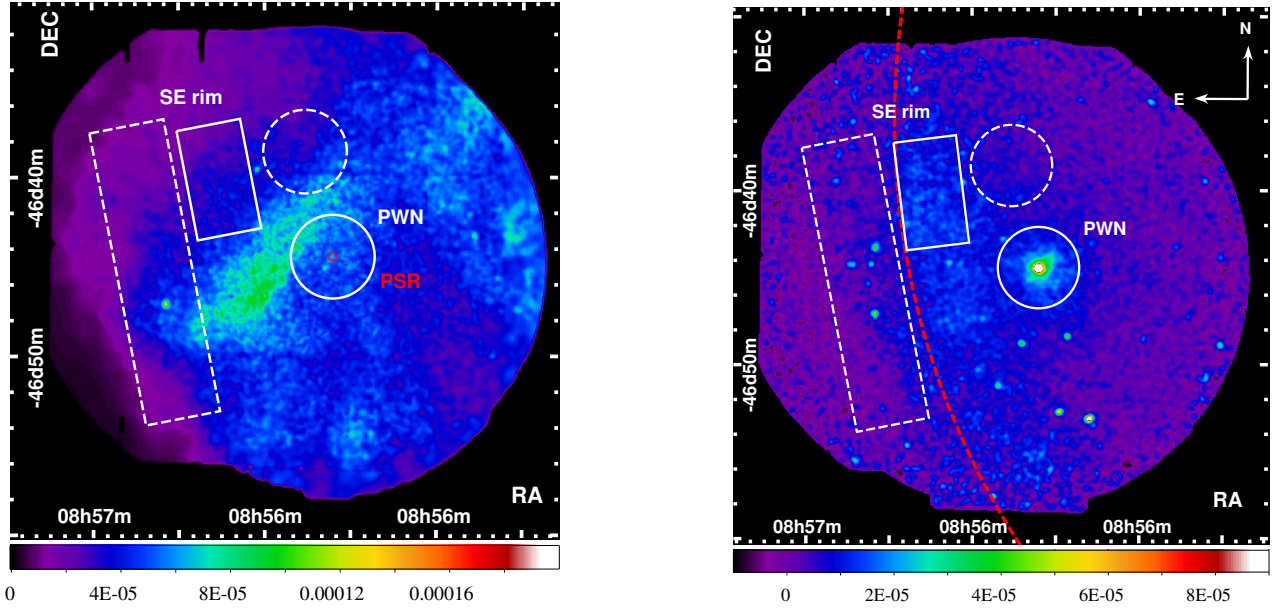 DEC
SE rim
-46d40m
PWN
PSR
-46d50m
RA
08h57m 08h56m 08h56m
0 4E-05 8E-05 0.00012 0.00016
DEC
N
E
SE rim
-46d40m
PWN
-46d50m
RA
08h57m 08h56m 08h56m
0 2E-05 4E-05 6E-05 8E-05